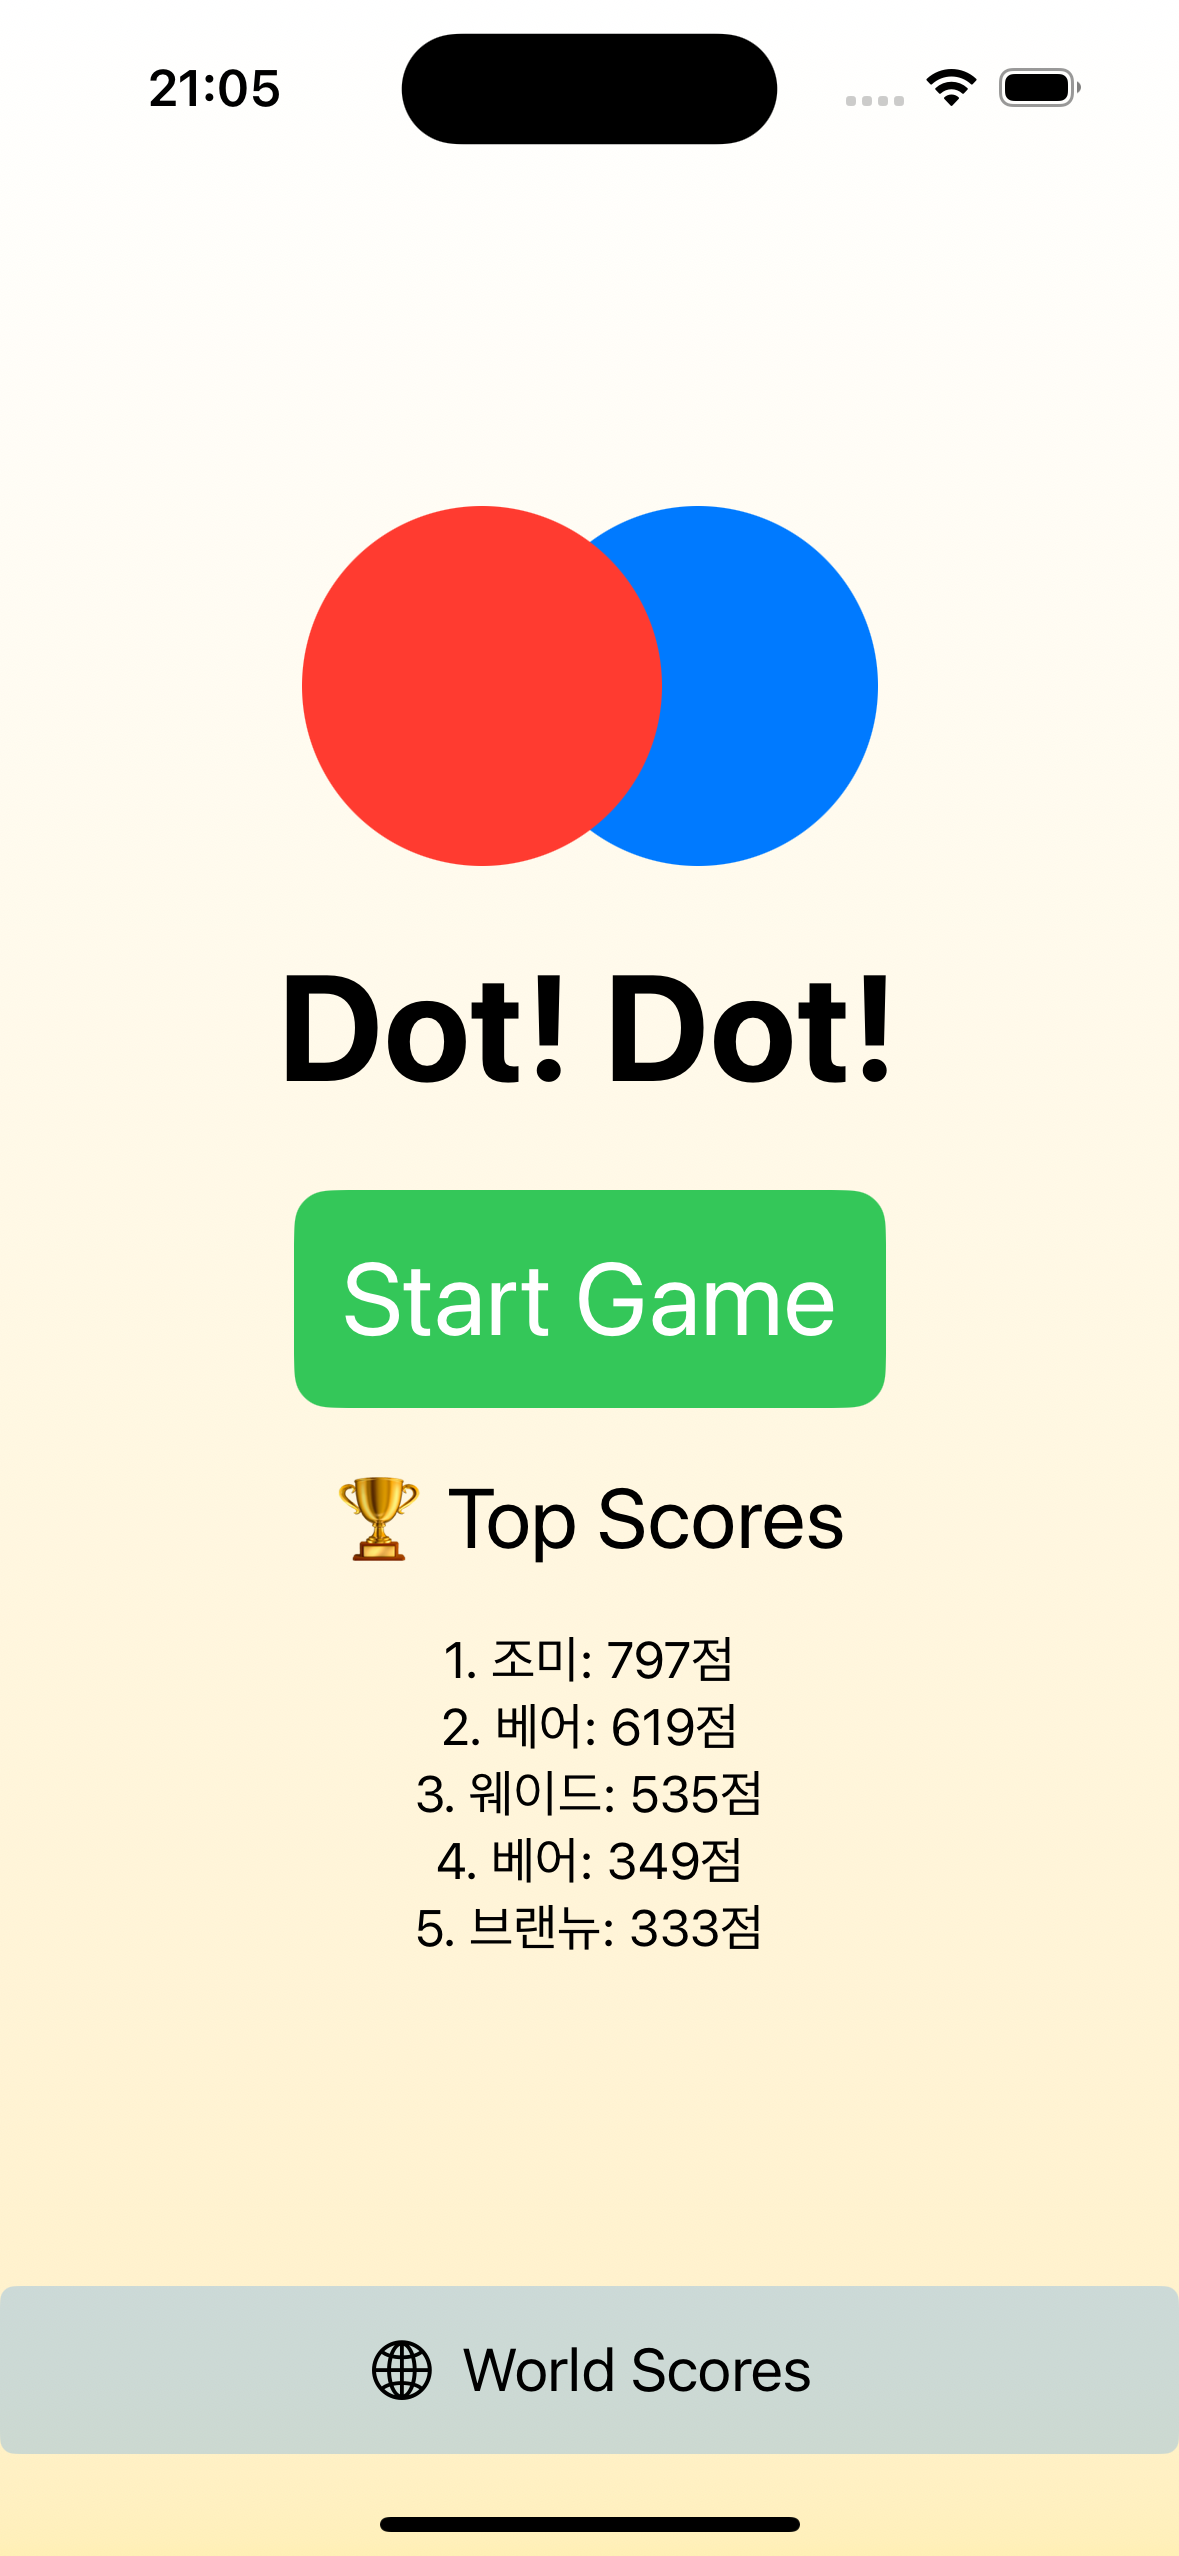 21:05
Dot! Dot!
Start Game
🏆 Top Scores
1. 조미: 797점
2. 베어: 619점
3. 웨이드: 535점
4. 베어: 349점
5. 브랜뉴: 333점
World Scores